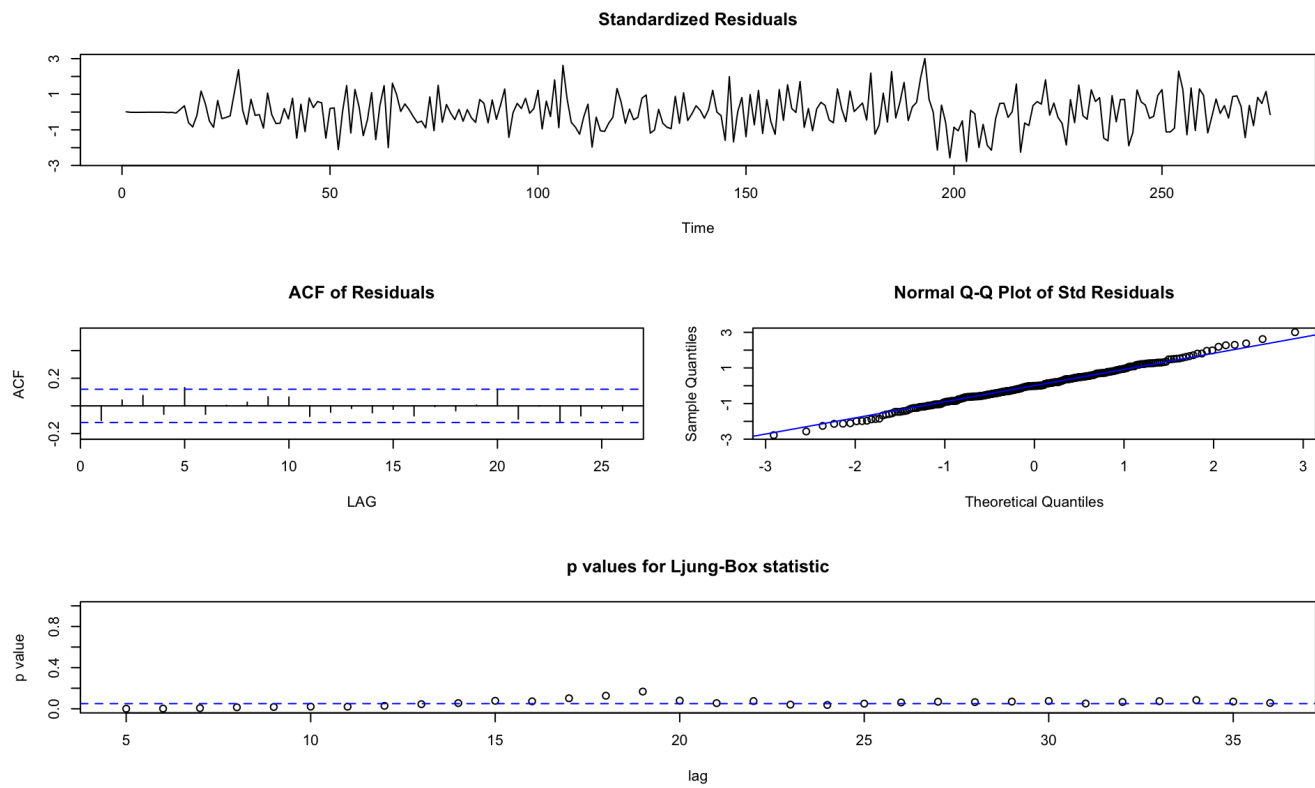 Standardized Residuals
3
1
-1
-3
0 50 100 150 200 250
Time
ACF of Residuals
ACF
0.2
-0.2
0 5 10 15 20 25
LAG
Normal Q-Q Plot of Std Residuals
Sample Quantiles
3
1
-1
-3
-3 -2 -1 0 1 2 3
Theoretical Quantiles
p values for Ljung-Box statistic
p value
0.8
0.4
0.0
5 10 15 20 25 30 35
lag